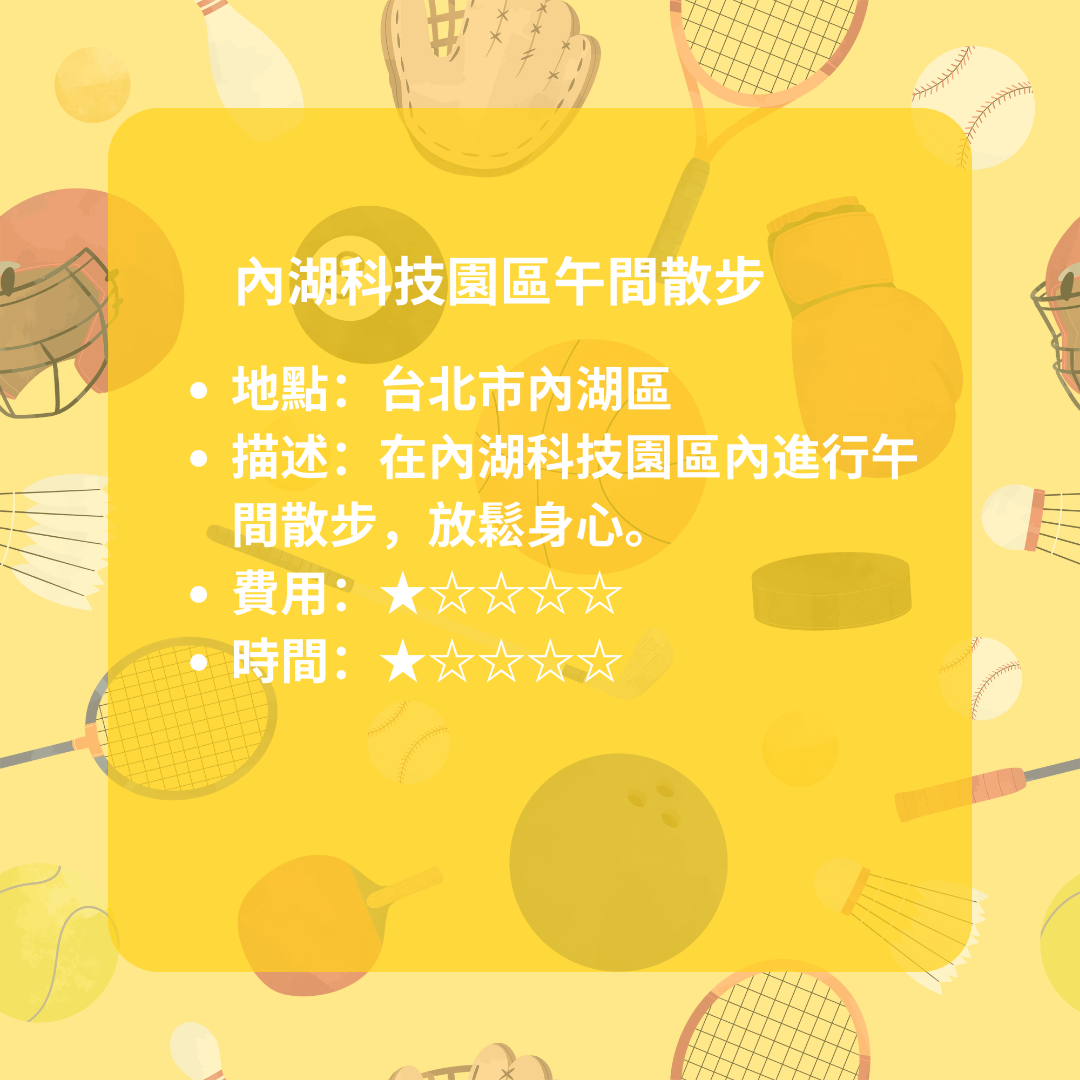 內湖科技園區午間散步
• 地點：台北市內湖區
• 描述：在內湖科技園區內進行午
間散步，放鬆身心。
• 費用：★☆☆☆☆
• 時間：★☆☆☆☆